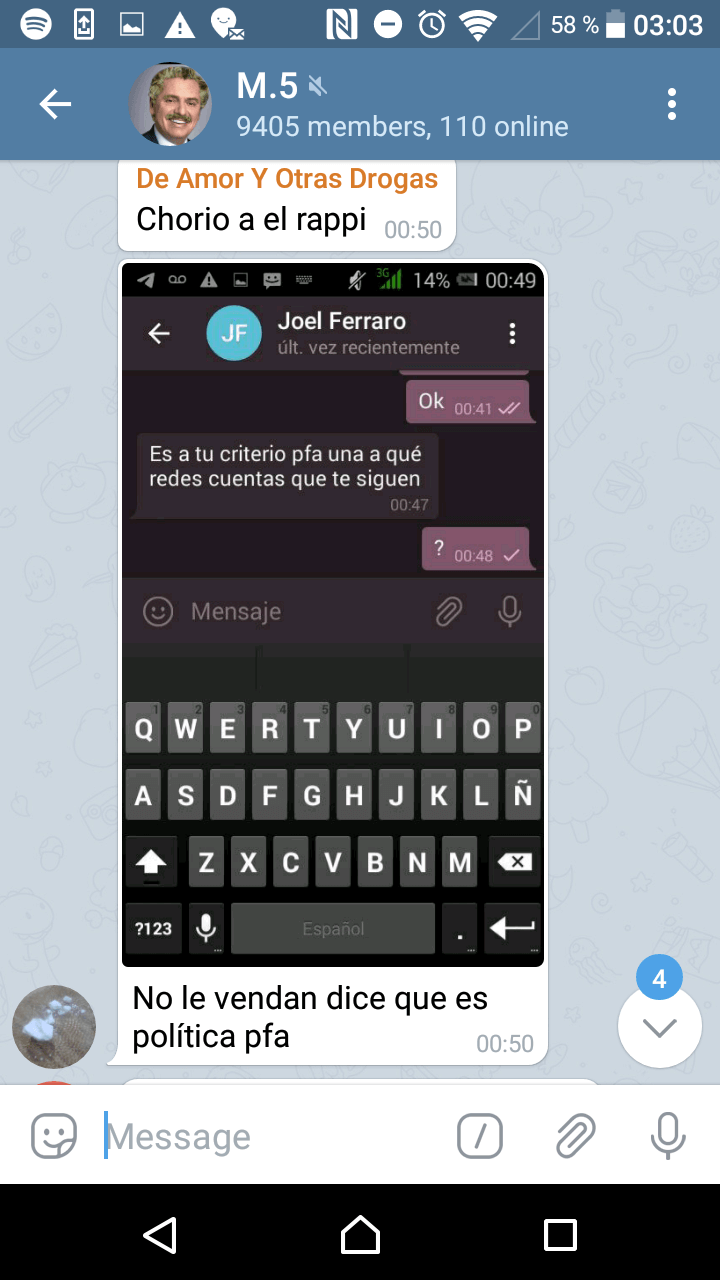 58 % 03:03
M.5
9405 members, 110 online
De Amor Y Otras Drogas
Chorio a el rappi 00:50
3G 14% 00:49
JF Joel Ferraro
últ. vez recientemente
Ok 00:41
Es a tu criterio pfa una a qué
redes cuentas que te siguen
00:47
? 00:48
Mensaje
1 2 3 4 5 6 7 8 9 0
Q W E R T Y U I O P
A S D F G H J K L Ñ
Z X C V B N M
?123 Español .
No le vendan dice que es
política pfa 00:50
4
Message